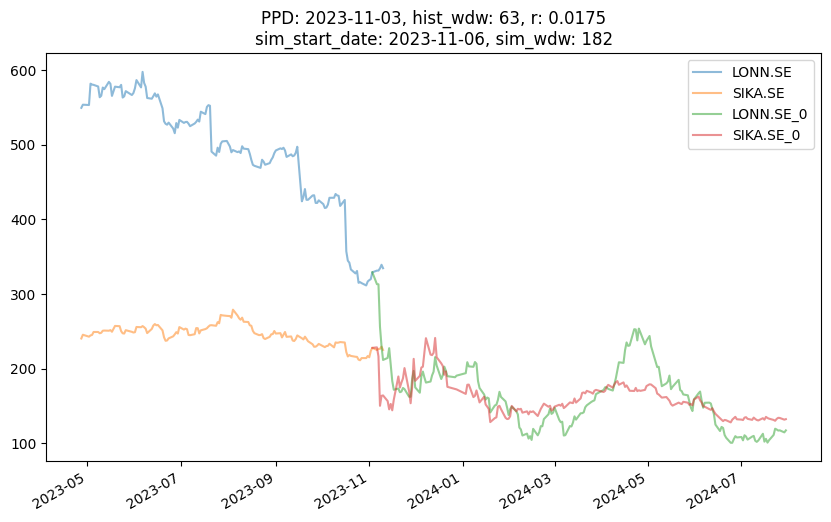 PPD: 2023-11-03, hist_wdw: 63, r: 0.0175
sim_start_date: 2023-11-06, sim_wdw: 182
LONN.SE
SIKA.SE
LONN.SE_0
SIKA.SE_0
600
500
400
300
200
100
2023-05
2023-07
2023-09
2023-11
2024-01
2024-03
2024-05
2024-07